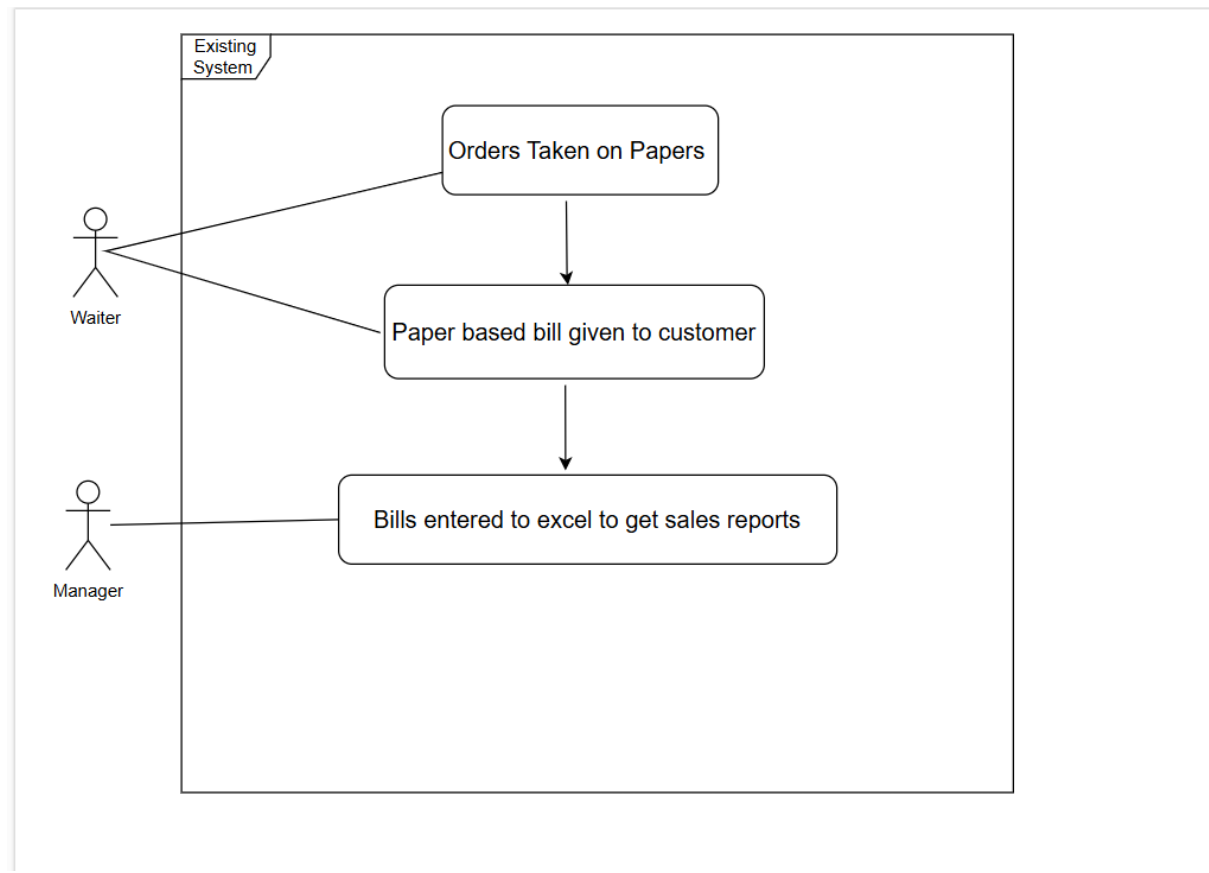 Existing
System
Orders Taken on Papers
Waiter
Paper based bill given to customer
Bills entered to excel to get sales reports
Manager